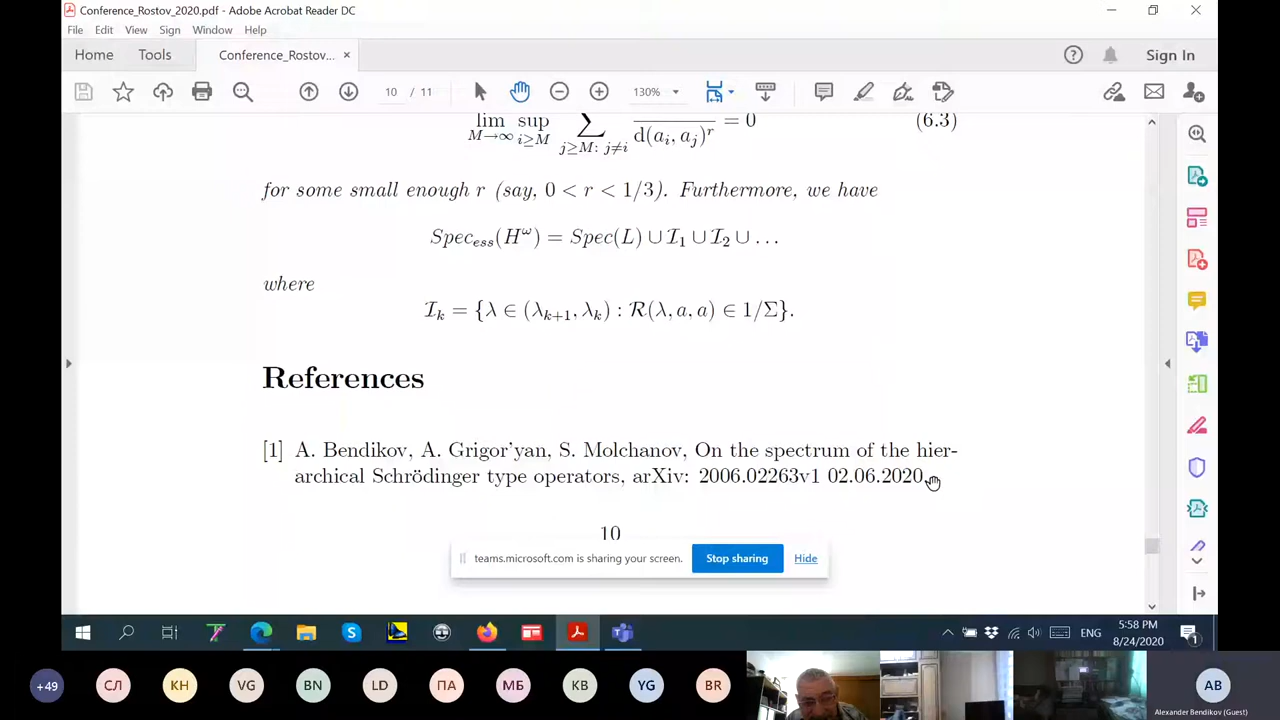 Conference_Rostov_2020.pdf - Adobe Acrobat Reader DC
File Edit View Sign Window Help
Home Tools Conference_Rostov... × Sign In
10 / 11 130%
lim sup ∑ d(aᵢ, aⱼ)ʳ = 0 (6.3)
M→∞ i≥M j≥M: j≠i
for some small enough r (say, 0 < r < 1/3). Furthermore, we have
Spec_ess(H^ω) = Spec(L) ∪ I₁ ∪ I₂ ∪ ...
where
I_k = {λ ∈ (λ_{k+1}, λ_k) : R(λ, a, a) ∈ 1/Σ}.
References
[1] A. Bendikov, A. Grigor'yan, S. Molchanov, On the spectrum of the hier-
archical Schrödinger type operators, arXiv: 2006.02263v1 02.06.2020.
10
teams.microsoft.com is sharing your screen. Stop sharing Hide
ENG 5:58 PM
8/24/2020
+49 СЛ КН VG BN LD ПА МБ КВ YG BR AB
Alexander Bendikov (Guest)